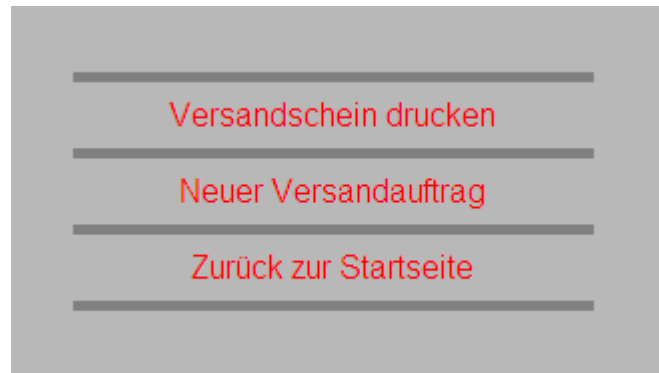 Versandschein drucken
Neuer Versandauftrag
Zurück zur Startseite